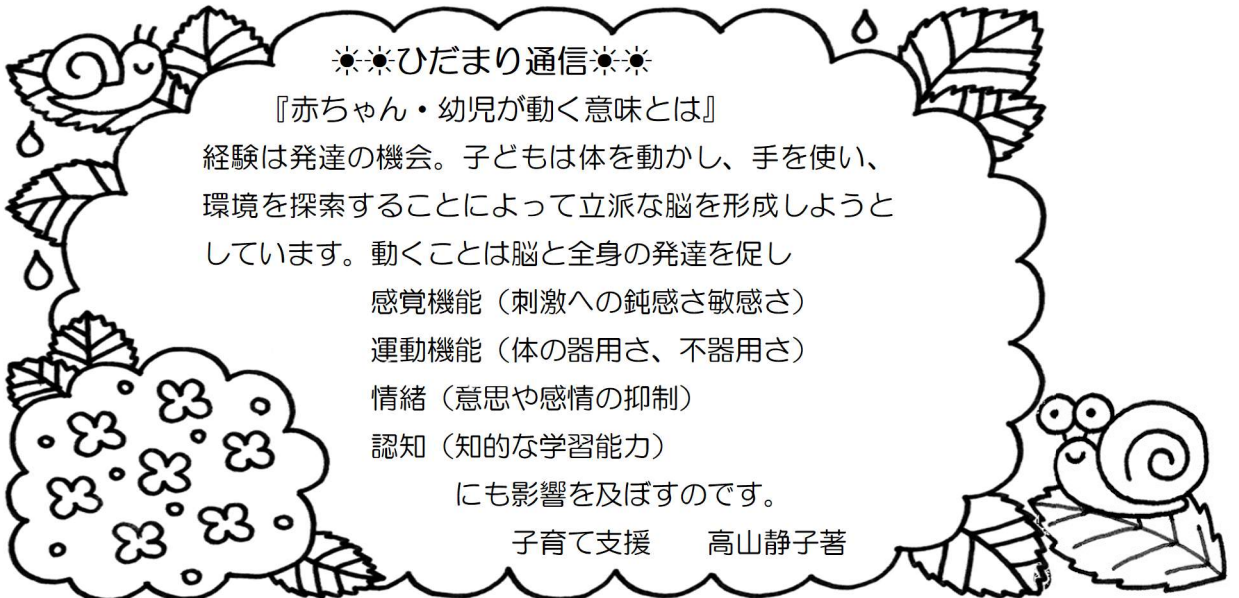 ☀☀ひだまり通信☀☀
『赤ちゃん・幼児が動く意味とは』
経験は発達の機会。子どもは体を動かし、手を使い、
環境を探索することによって立派な脳を形成しようと
しています。動くことは脳と全身の発達を促し
感覚機能（刺激への鈍感さ敏感さ）
運動機能（体の器用さ、不器用さ）
情緒（意思や感情の抑制）
認知（知的な学習能力）
にも影響を及ぼすのです。
子育て支援　　高山静子著